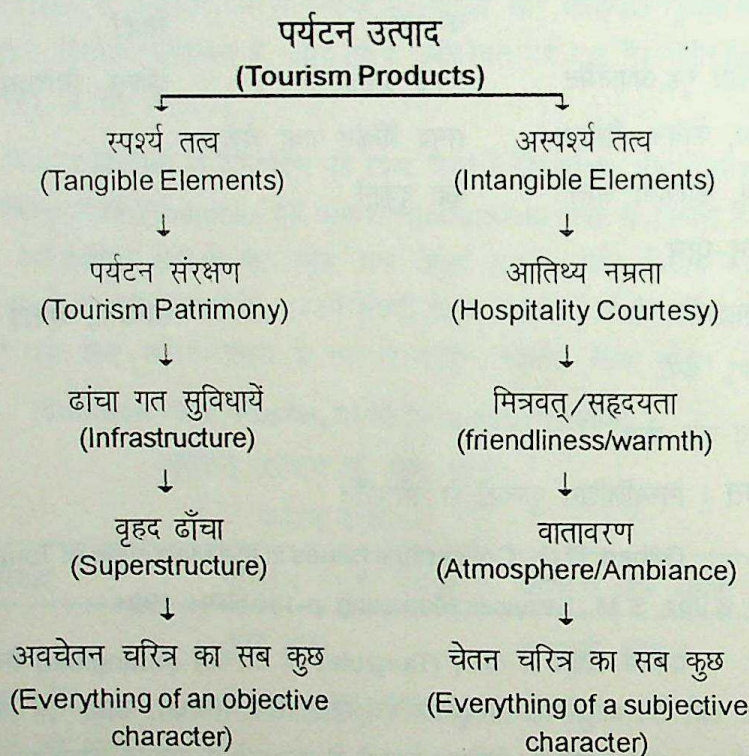 पर्यटन उत्पाद
(Tourism Products)
स्पर्श्य तत्व
(Tangible Elements)
अस्पर्श्य तत्व
(Intangible Elements)
पर्यटन संरक्षण
(Tourism Patrimony)
आतिथ्य नम्रता
(Hospitality Courtesy)
ढांचा गत सुविधायें
(Infrastructure)
मित्रवत्/सहृदयता
(friendliness/warmth)
वृहद ढाँचा
(Superstructure)
वातावरण
(Atmosphere/Ambiance)
अवचेतन चरित्र का सब कुछ
(Everything of an objective
character)
चेतन चरित्र का सब कुछ
(Everything of a subjective
character)